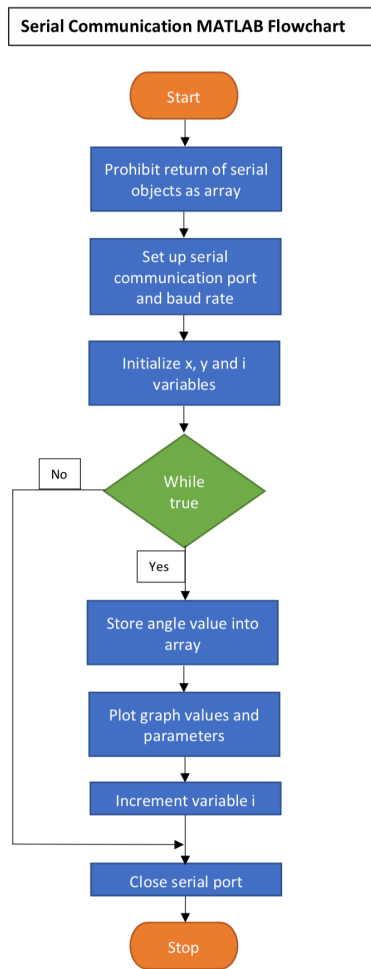 Serial Communication MATLAB Flowchart
Start
Prohibit return of serial
objects as array
Set up serial
communication port
and baud rate
Initialize x, y and i
variables
While
true
No
Yes
Store angle value into
array
Plot graph values and
parameters
Increment variable i
Close serial port
Stop